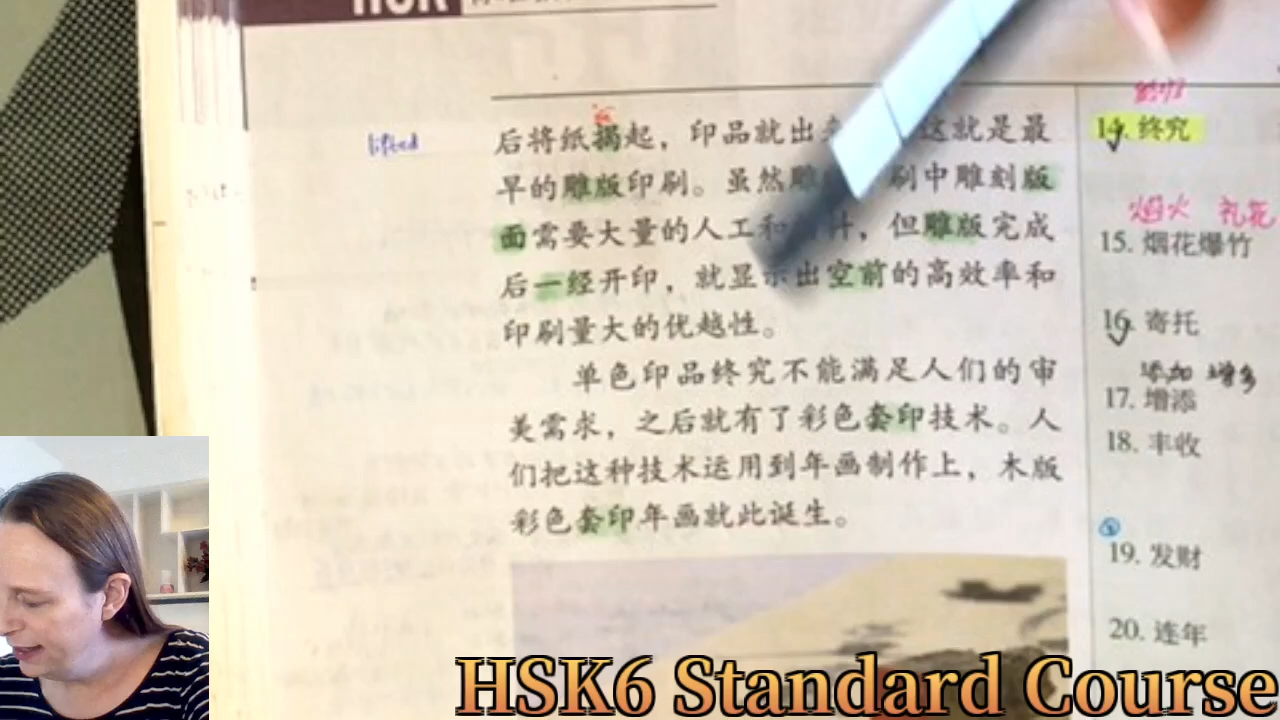 HSK
lifted
后将纸揭起，印品就出 这就是最
早的雕版印刷。虽然雕 刷中雕刻版
面需要大量的人工和 ，但雕版完成
后一经开印，就显示出空前的高效率和
印刷量大的优越性。
单色印品终究不能满足人们的审
美需求，之后就有了彩色套印技术。人
们把这种技术运用到年画制作上，木版
彩色套印年画就此诞生。
14. 终究
烟火 礼花
15. 烟花爆竹
16. 寄托
添加 增多
17. 增添
18. 丰收
19. 发财
20. 连年
HSK6 Standard Course